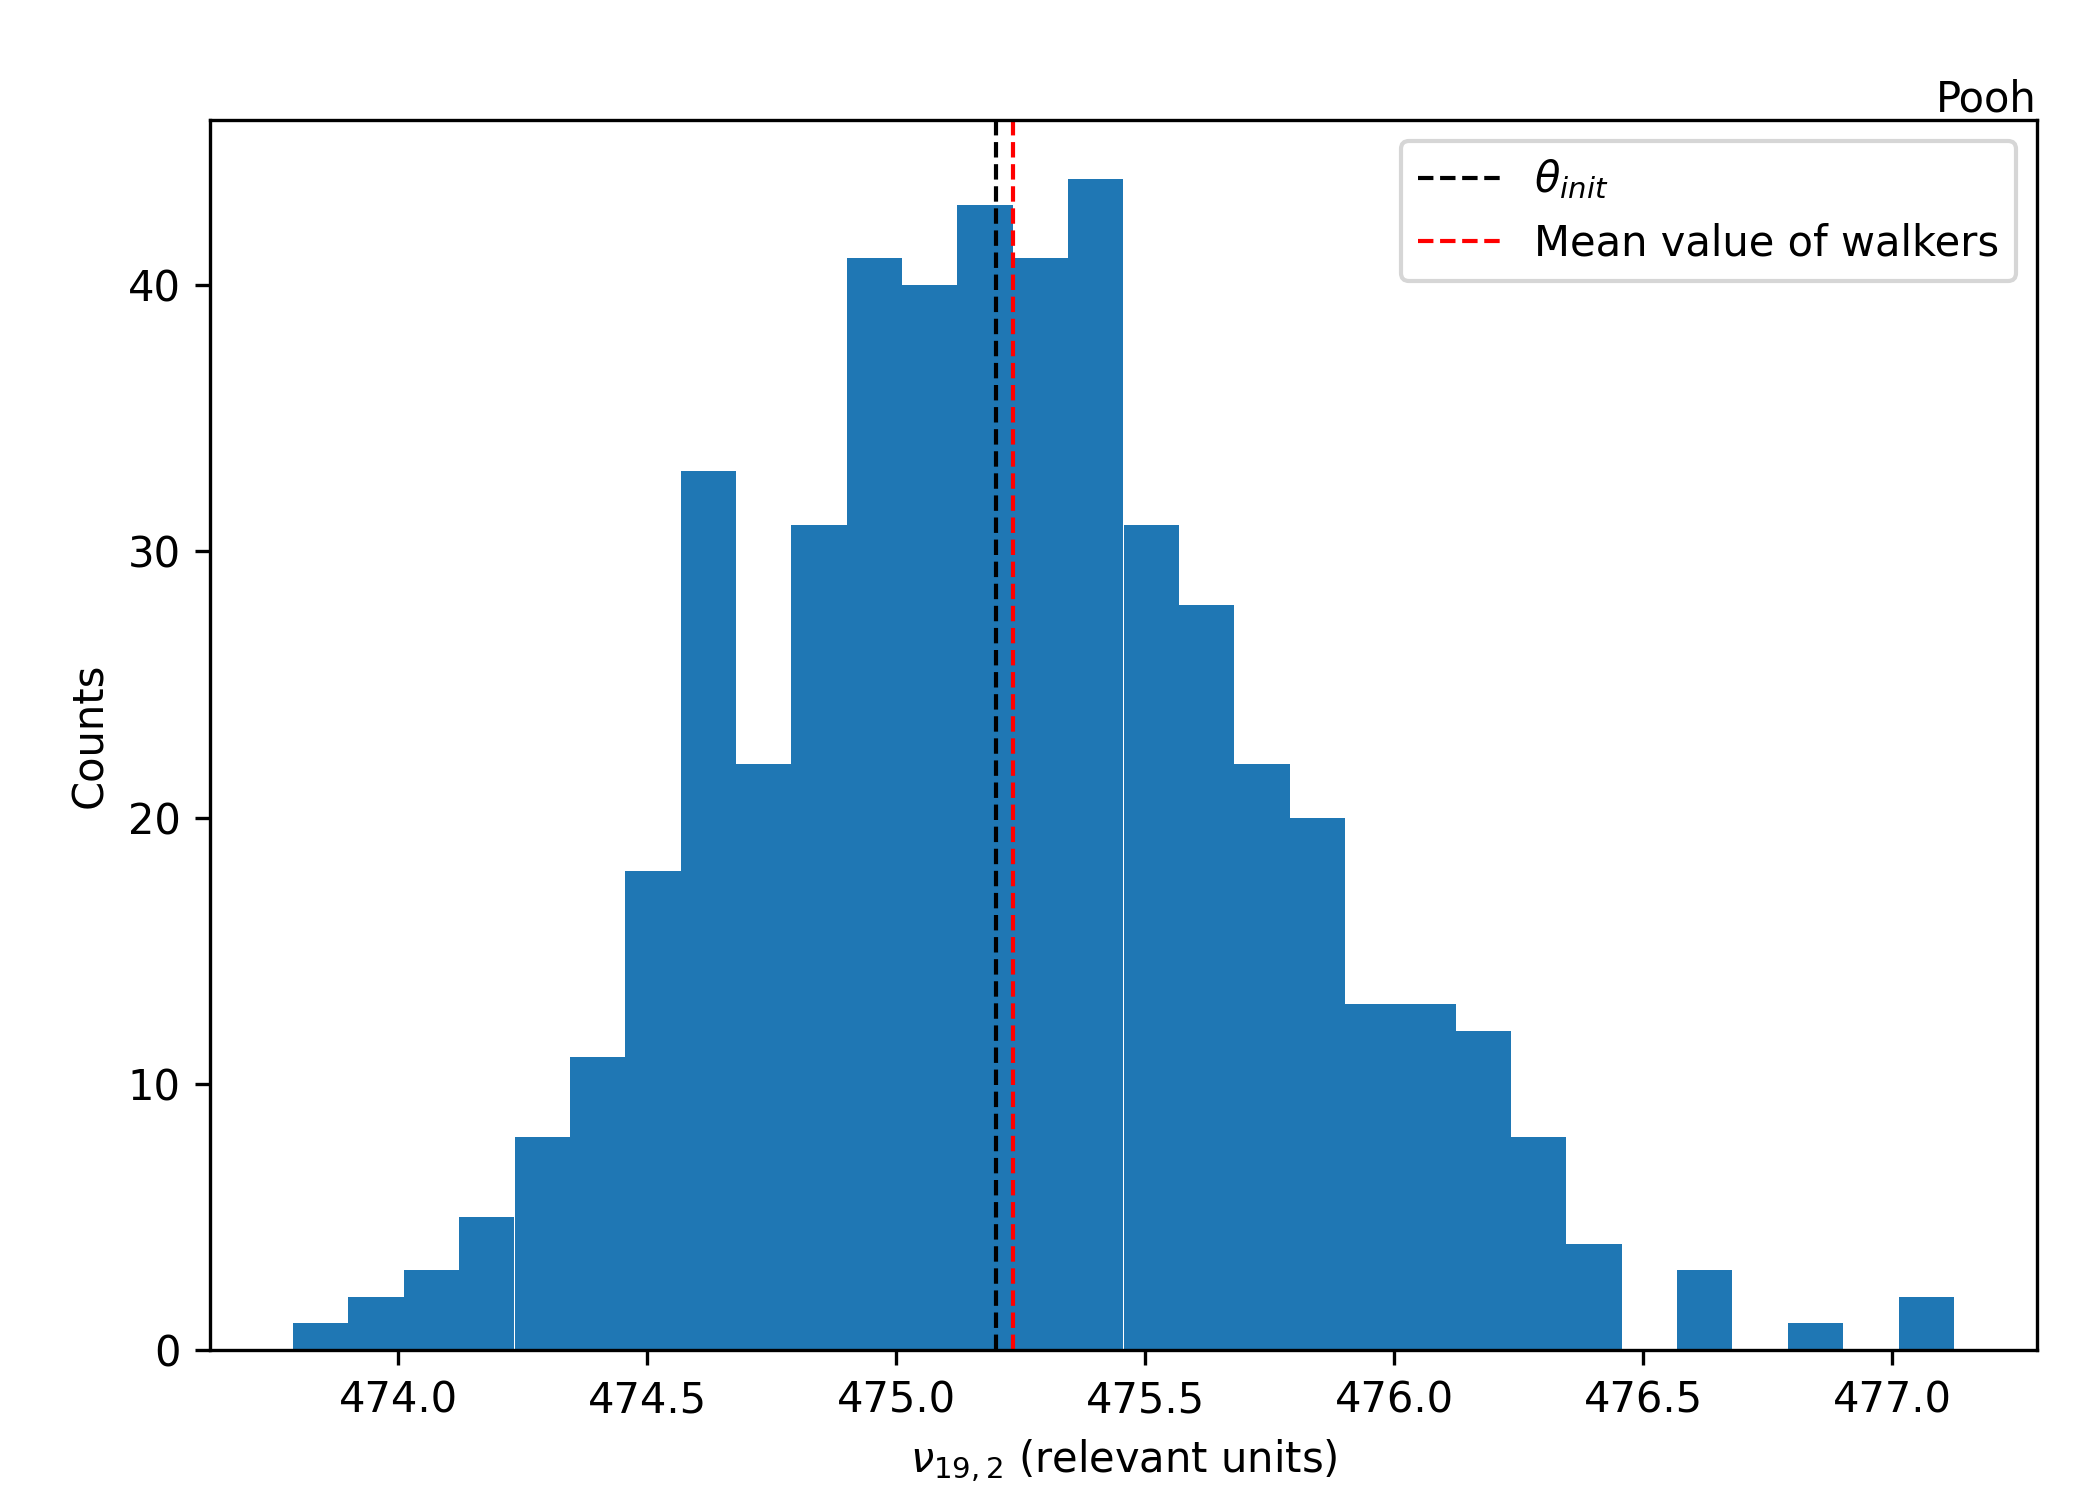 Pooh
θinit
Mean value of walkers
40
30
20
10
0
Counts
474.0 474.5 475.0 475.5 476.0 476.5 477.0
ν19, 2 (relevant units)